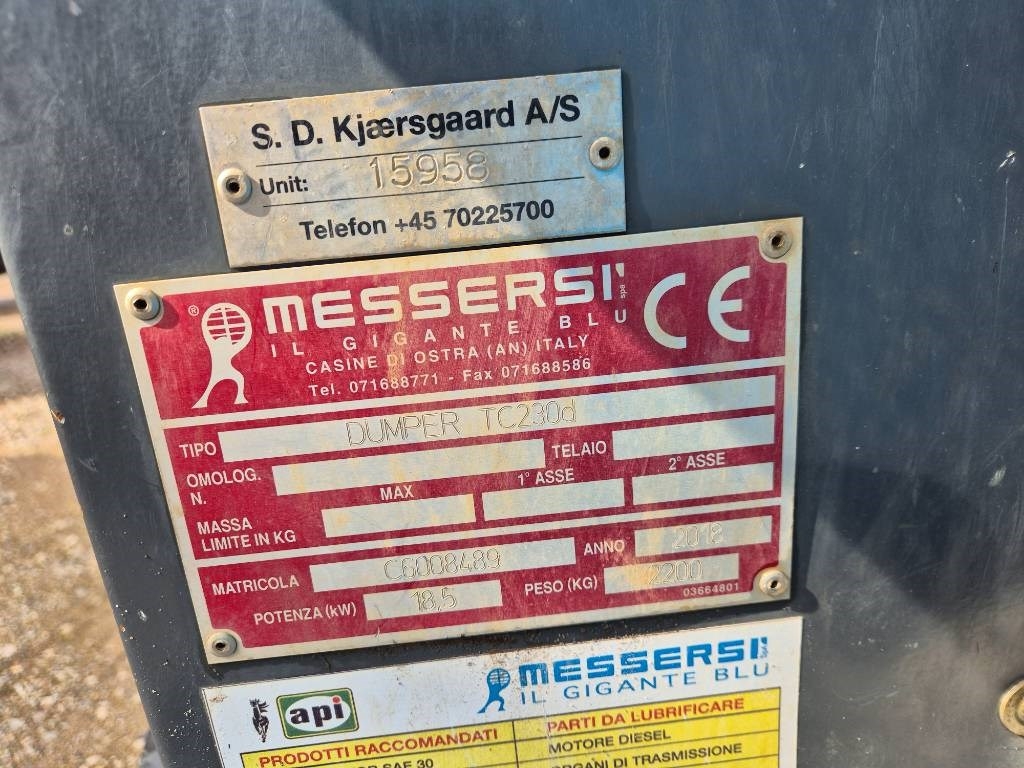 S. D. Kjærsgaard A/S
Unit: 15958
Telefon +45 70225700
® MESSERSI' spa CE
IL GIGANTE BLU
CASINE DI OSTRA (AN) ITALY
Tel. 071688771 - Fax 071688586
TIPO DUMPER TC230d
OMOLOG. N. TELAIO
MAX 1° ASSE 2° ASSE
MASSA
LIMITE IN KG
MATRICOLA C6008489 ANNO 2018
POTENZA (kW) 18,5 PESO (KG) 2200
03664801
api MESSERSI' SpA
IL GIGANTE BLU
PRODOTTI RACCOMANDATI PARTI DA LUBRIFICARE
SAE 30 MOTORE DIESEL
ORGANI DI TRASMISSIONE